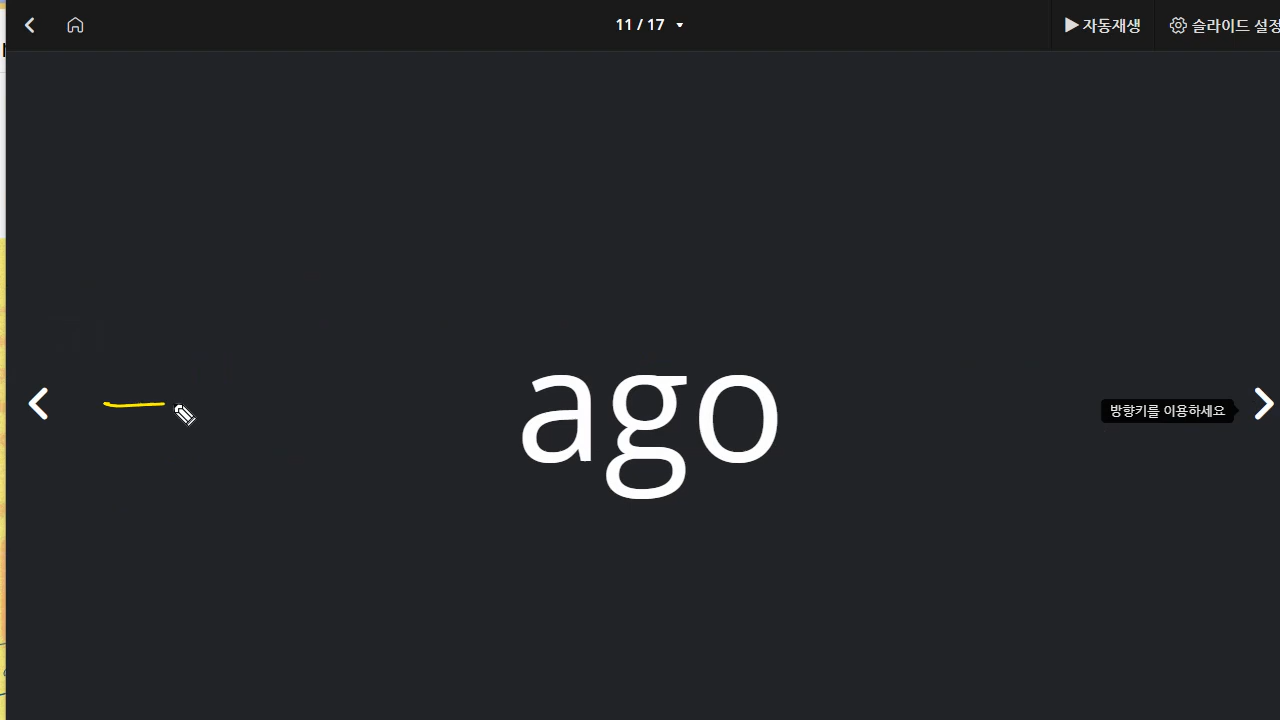 11 / 17
자동재생
슬라이드 설정
ago
방향키를 이용하세요